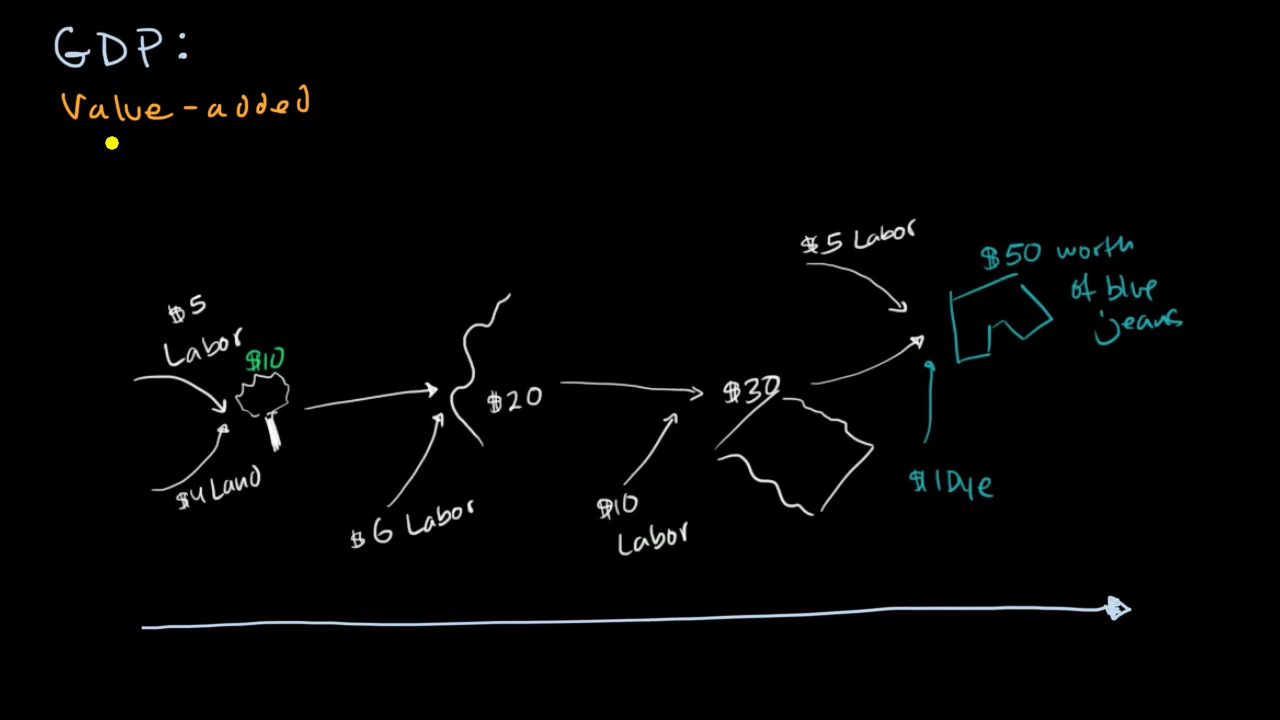 GDP:
Value-added
$5
Labor
$10
$4 Land
$6 Labor
$20
$10
Labor
$30
$5 Labor
$1 Dye
$50 worth
of blue
jeans